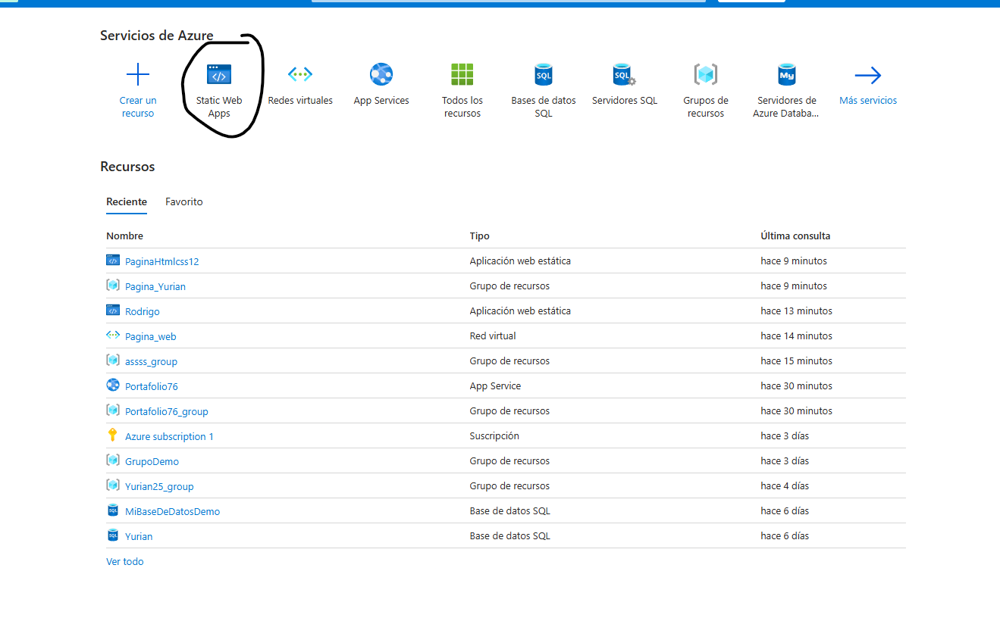 Servicios de Azure
Crear un
recurso
Static Web
Apps
Redes virtuales
App Services
Todos los
recursos
SQL
Bases de datos
SQL
SQL
Servidores SQL
Grupos de
recursos
My
Servidores de
Azure Databa...
Más servicios
Recursos
Reciente Favorito
Nombre Tipo Última consulta
PaginaHtmlcss12 Aplicación web estática hace 9 minutos
Pagina_Yurian Grupo de recursos hace 9 minutos
Rodrigo Aplicación web estática hace 13 minutos
Pagina_web Red virtual hace 14 minutos
assss_group Grupo de recursos hace 15 minutos
Portafolio76 App Service hace 30 minutos
Portafolio76_group Grupo de recursos hace 30 minutos
Azure subscription 1 Suscripción hace 3 días
GrupoDemo Grupo de recursos hace 3 días
Yurian25_group Grupo de recursos hace 4 días
MiBaseDeDatosDemo Base de datos SQL hace 6 días
Yurian Base de datos SQL hace 6 días
Ver todo